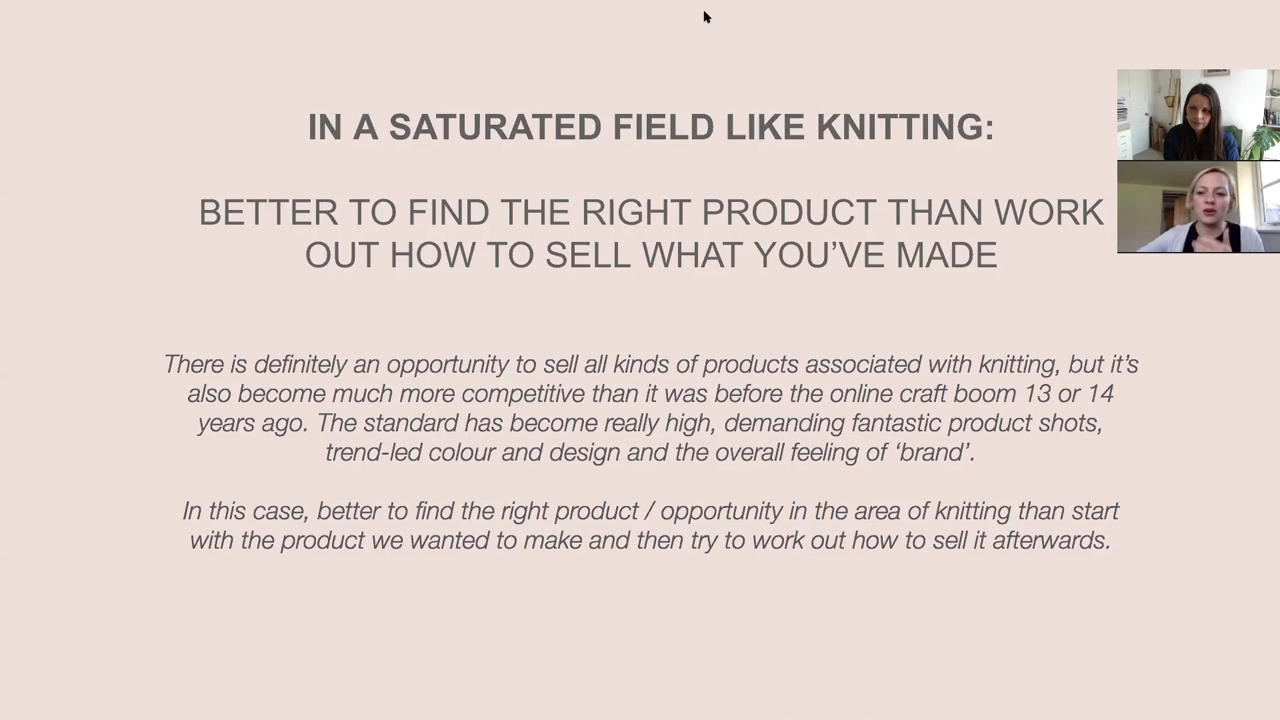 IN A SATURATED FIELD LIKE KNITTING:
BETTER TO FIND THE RIGHT PRODUCT THAN WORK
OUT HOW TO SELL WHAT YOU’VE MADE
There is definitely an opportunity to sell all kinds of products associated with knitting, but it’s
also become much more competitive than it was before the online craft boom 13 or 14
years ago. The standard has become really high, demanding fantastic product shots,
trend-led colour and design and the overall feeling of ‘brand’.
In this case, better to find the right product / opportunity in the area of knitting than start
with the product we wanted to make and then try to work out how to sell it afterwards.